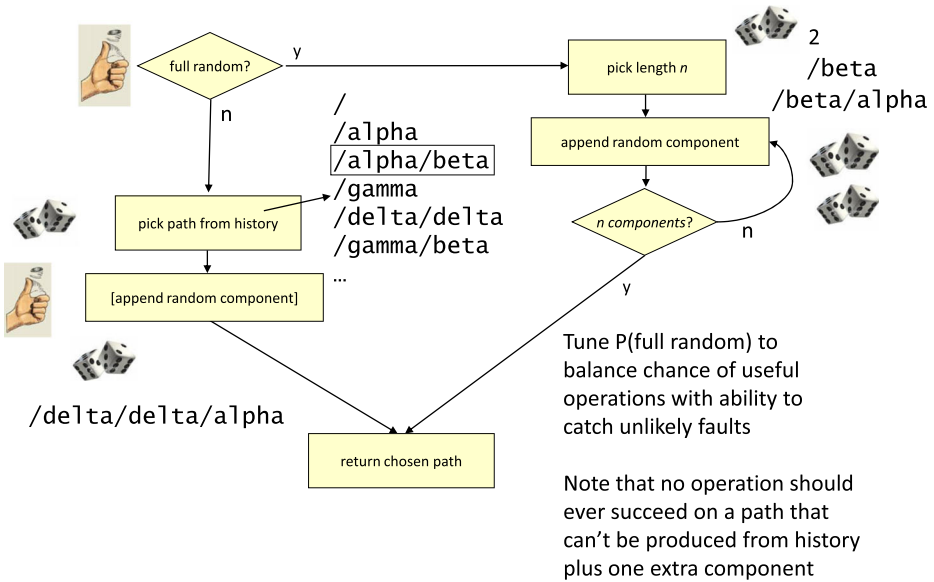 full random?
y
n
pick length n
2
/beta
/beta/alpha
append random component
n components?
n
y
/
/alpha
/alpha/beta
/gamma
/delta/delta
/gamma/beta
...
pick path from history
[append random component]
/delta/delta/alpha
return chosen path
Tune P(full random) to
balance chance of useful
operations with ability to
catch unlikely faults
Note that no operation should
ever succeed on a path that
can’t be produced from history
plus one extra component